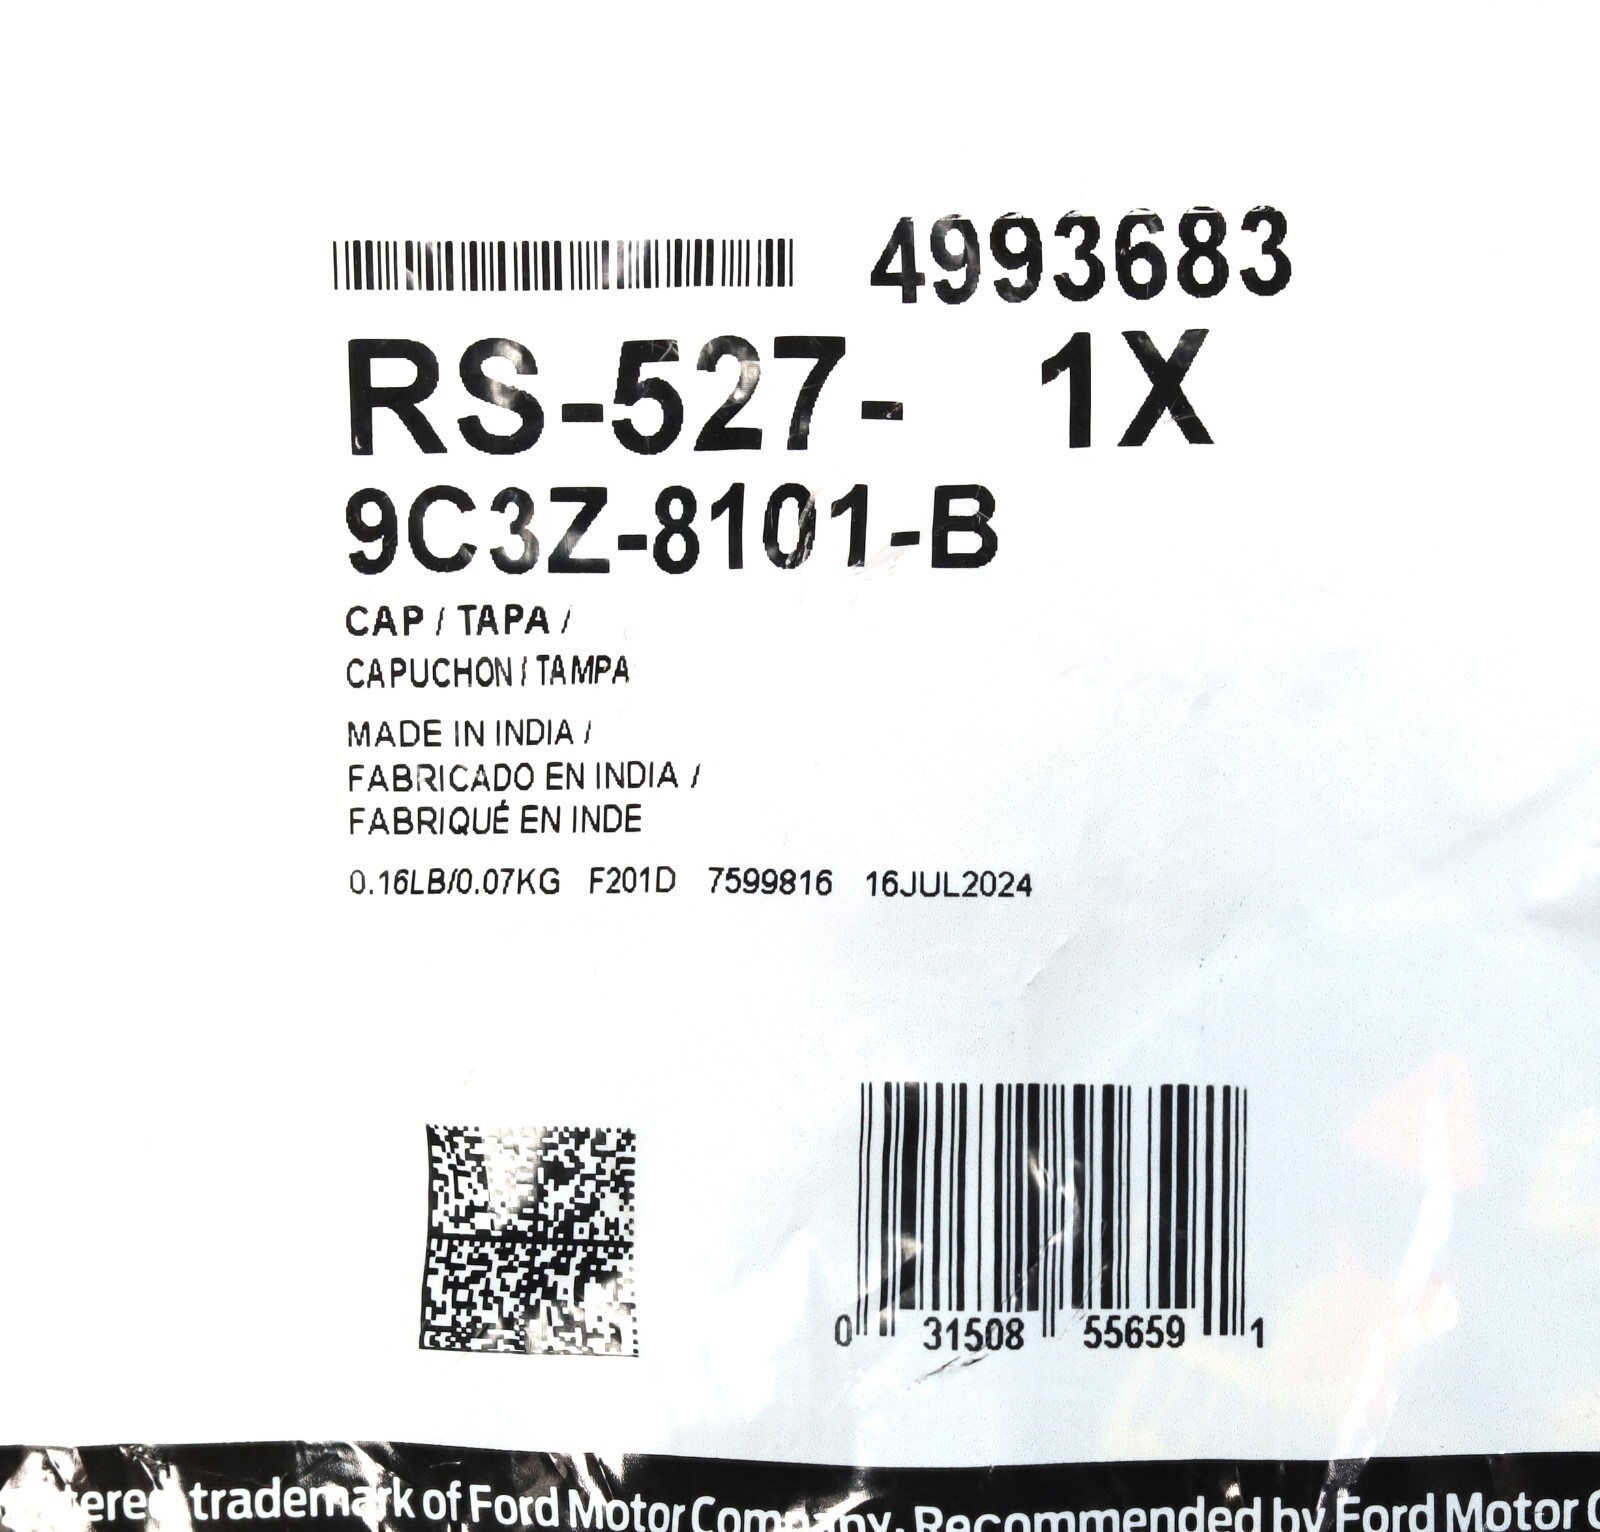 4993683
RS-527- 1X
9C3Z-8101-B
CAP / TAPA /
CAPUCHON / TAMPA
MADE IN INDIA /
FABRICADO EN INDIA /
FABRIQUÉ EN INDE
0.16LB/0.07KG F201D 7599816 16JUL2024
0 31508 55659 1
trademark of Ford Motor Company. Recommended by Ford Motor